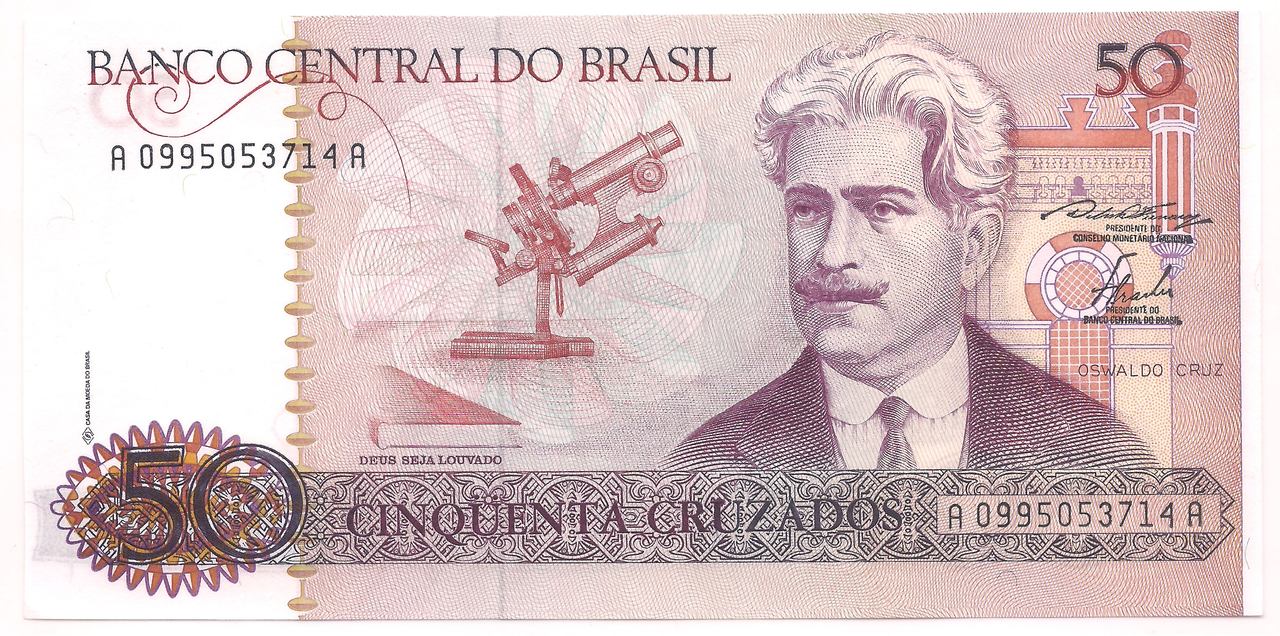 BANCO CENTRAL DO BRASIL
50
A 0995053714 A
PRESIDENTE DO
CONSELHO MONETÁRIO NACIONAL
PRESIDENTE DO
BANCO CENTRAL DO BRASIL
OSWALDO CRUZ
CASA DA MOEDA DO BRASIL
DEUS SEJA LOUVADO
50
CINQÜENTA CRUZADOS
A 0995053714 A